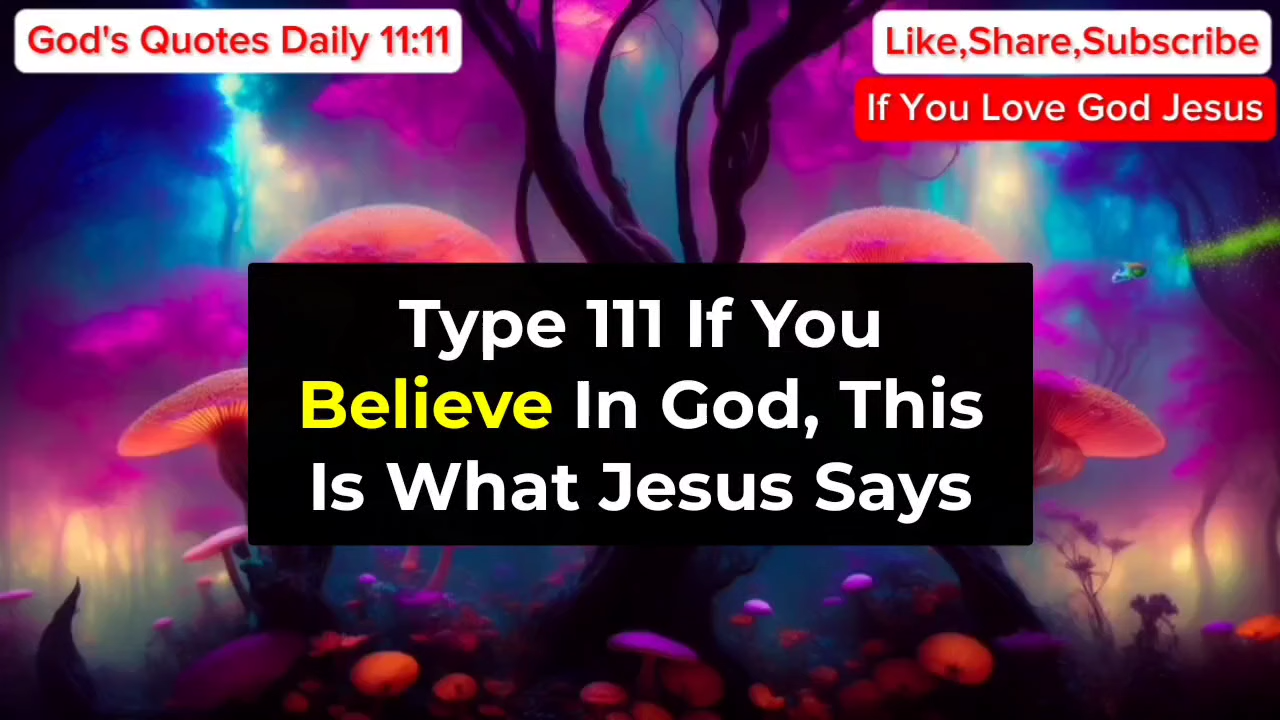 God's Quotes Daily 11:11
Like,Share,Subscribe
If You Love God Jesus
Type 111 If You
Believe In God, This
Is What Jesus Says